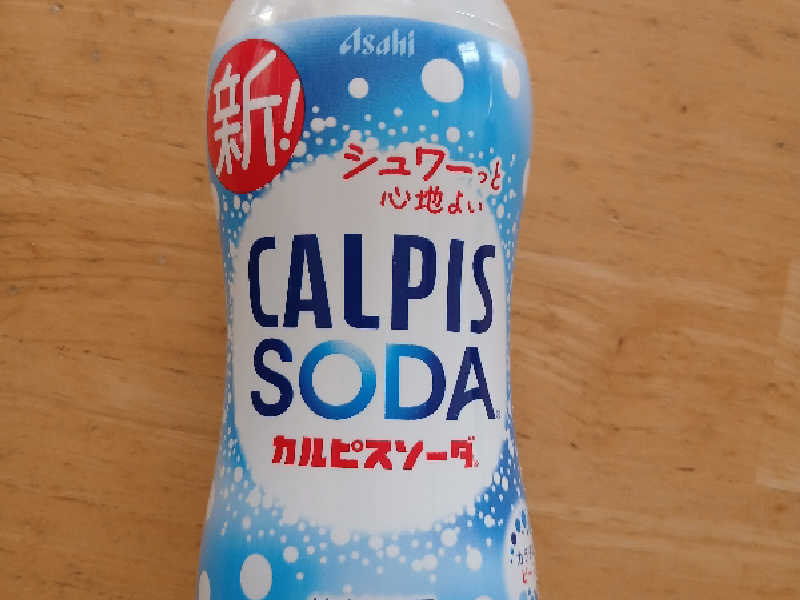 Asahi
新!
シュワーっと
心地よい
CALPIS
SODA
カルピスソーダ